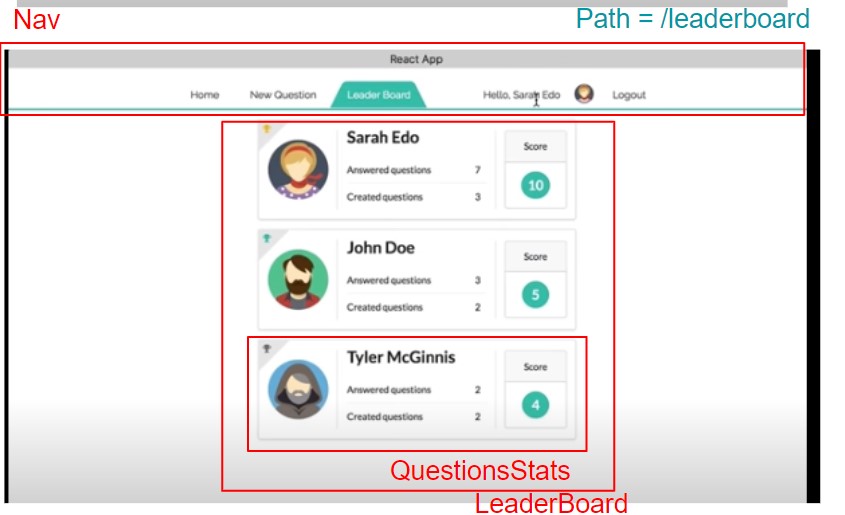 Nav
Path = /leaderboard
React App
Home New Question Leader Board Hello, Sarah Edo Logout
Sarah Edo
Score
Answered questions 7
10
Created questions 3
John Doe
Score
Answered questions 3
5
Created questions 2
Tyler McGinnis
Score
Answered questions 2
4
Created questions 2
QuestionsStats
LeaderBoard